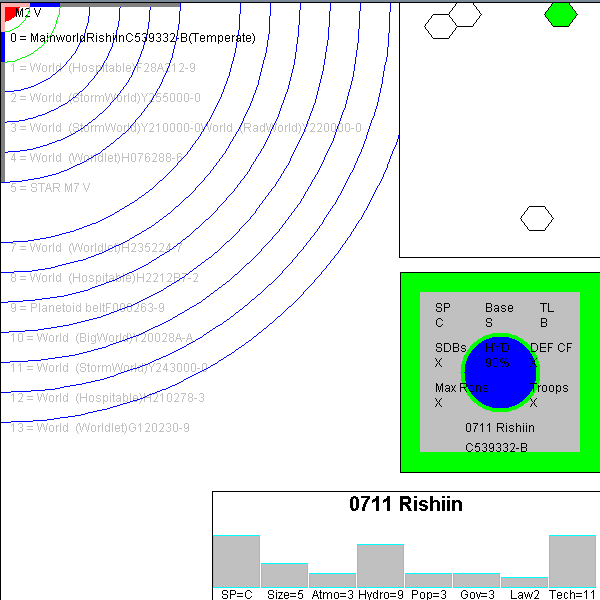 M2 V
0 = MainworldRishiinC539332-B(Temperate)
1 = World (Hospitable)F28A212-9
2 = World (StormWorld)Y355000-0
3 = World (StormWorld)Y210000-0World (RadWorld)Y220000-0
4 = World (Worldlet)H076288-6
5 = STAR M7 V
7 = World (Worldlet)H235224-7
8 = World (Hospitable)H2212B7-2
9 = Planetoid beltF000263-9
10 = World (BigWorld)Y20028A-A
11 = World (StormWorld)Y243000-0
12 = World (Hospitable)H210278-3
13 = World (Worldlet)G120230-9
SP Base TL
C S B
SDBs HYD DEF CF
X 90% X
Max Runs Troops
X X
0711 Rishiin
C539332-B
0711 Rishiin
SP=C Size=5 Atmo=3 Hydro=9 Pop=3 Gov=3 Law2 Tech=11